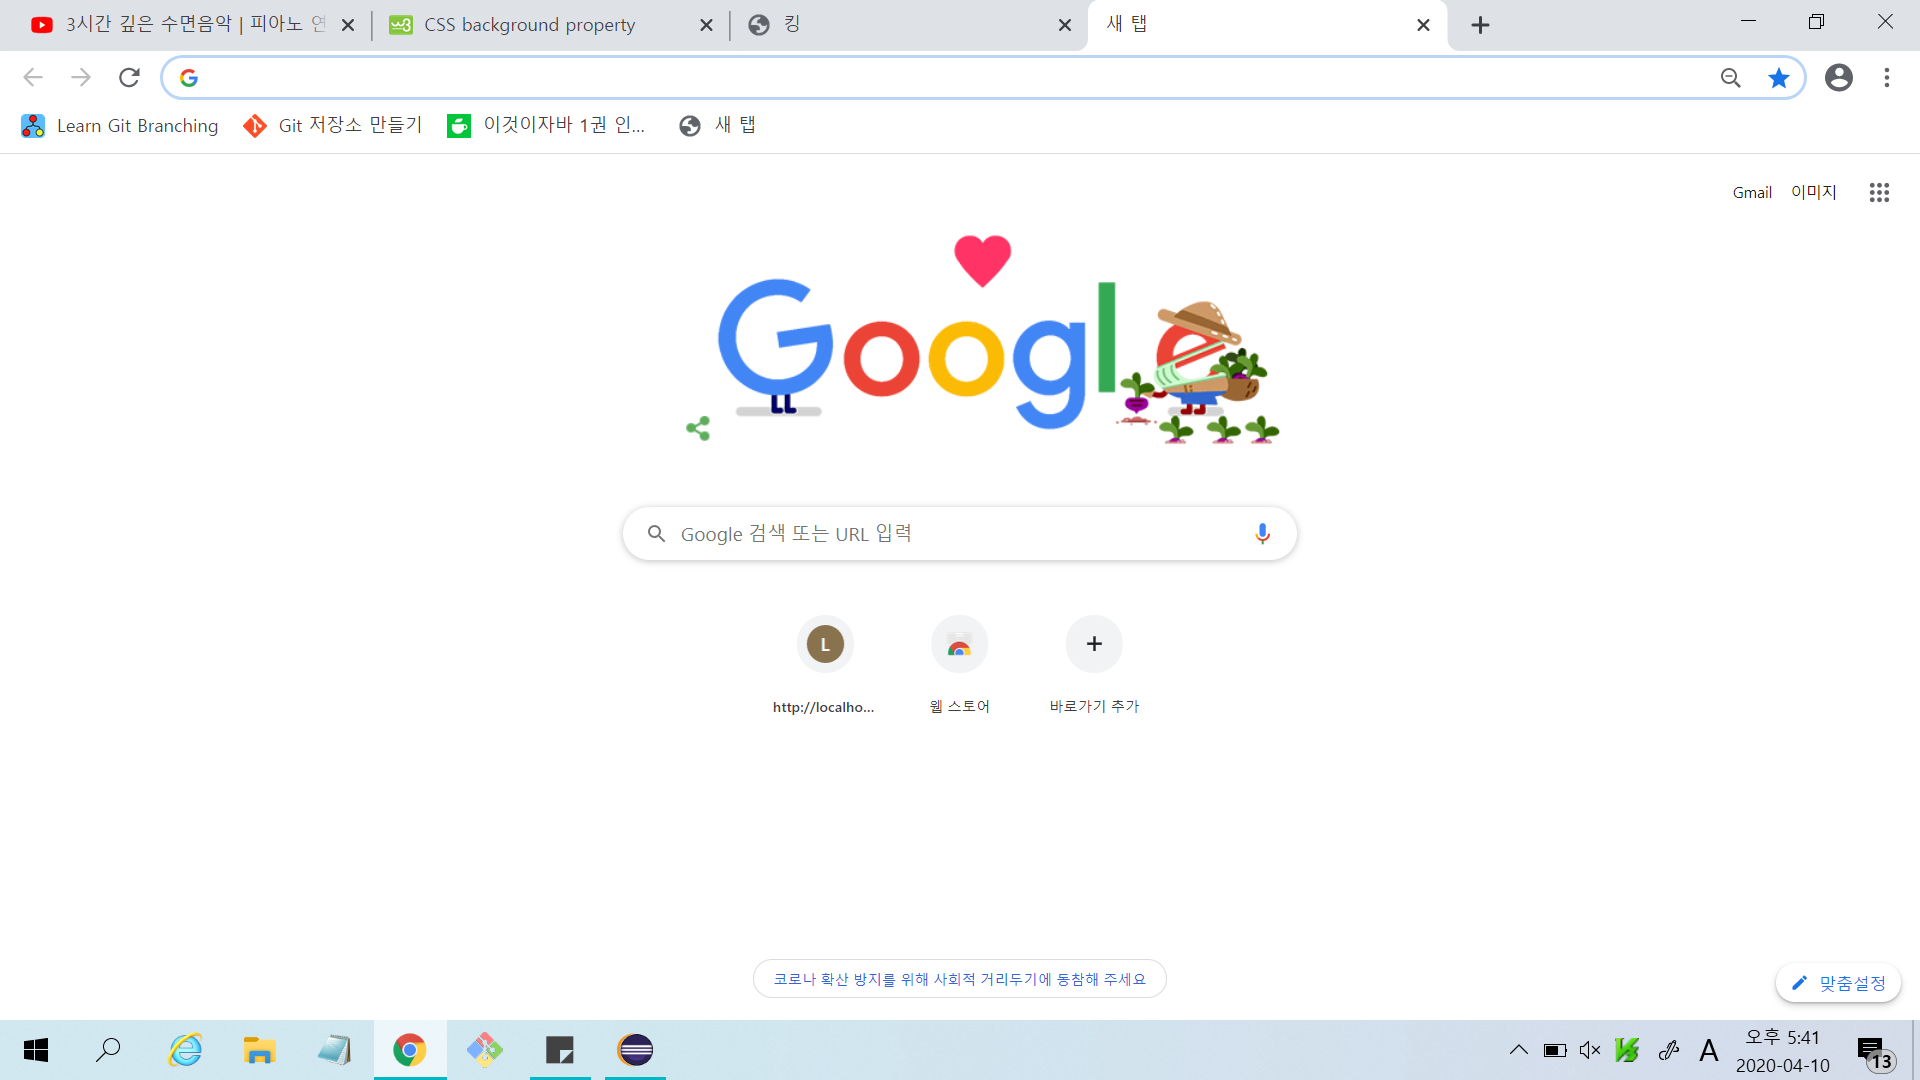 3시간 깊은 수면음악 | 피아노 연
CSS background property
킹
새 탭
Learn Git Branching
Git 저장소 만들기
이것이자바 1권 인...
새 탭
Gmail
이미지
Google
Google 검색 또는 URL 입력
L
http://localho...
웹 스토어
바로가기 추가
코로나 확산 방지를 위해 사회적 거리두기에 동참해 주세요
맞춤설정
A
오후 5:41
2020-04-10
13